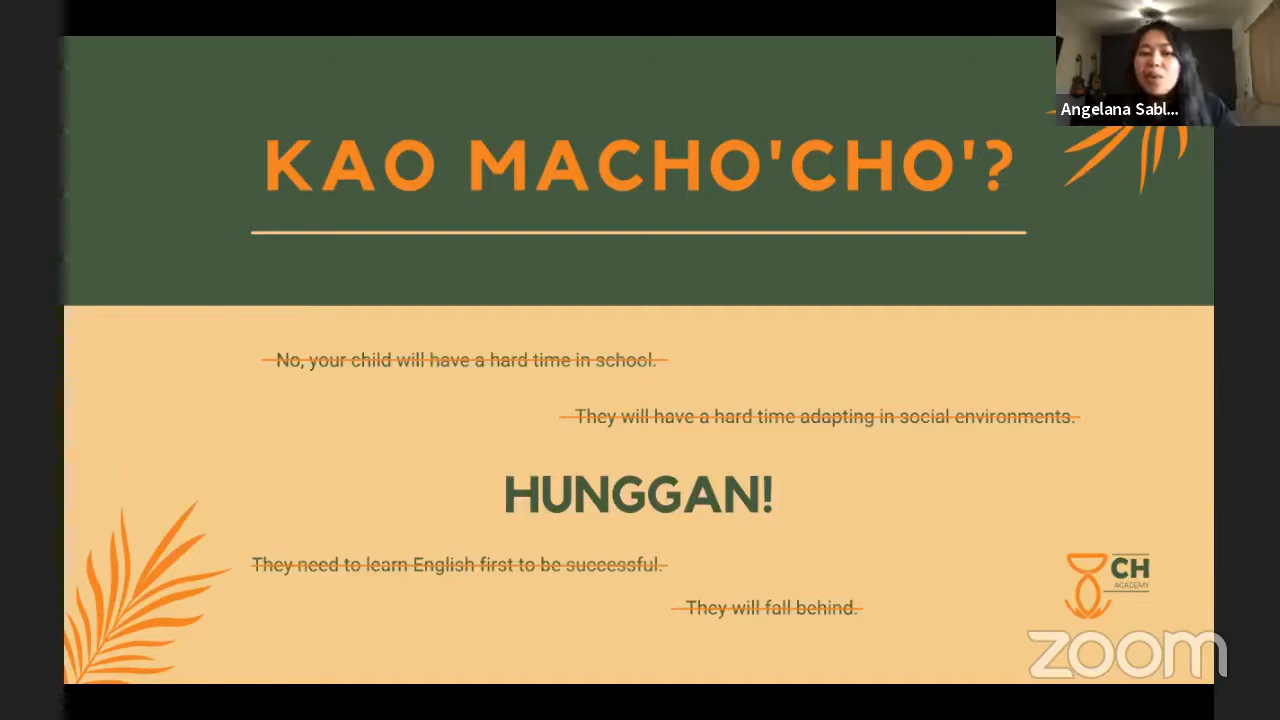 Angelana Sabl...
KAO MACHO'CHO'?
No, your child will have a hard time in school.
They will have a hard time adapting in social environments.
HUNGGAN!
They need to learn English first to be successful.
They will fall behind.
CH
ACADEMY
zoom